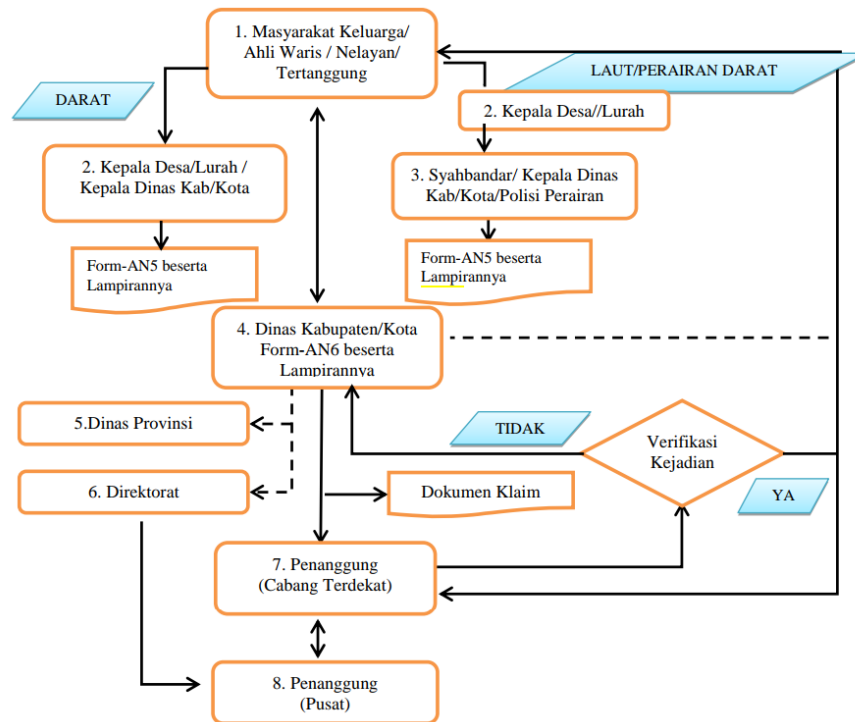 1. Masyarakat Keluarga/
Ahli Waris / Nelayan/
Tertanggung
LAUT/PERAIRAN DARAT
DARAT
2. Kepala Desa//Lurah
2. Kepala Desa/Lurah /
Kepala Dinas Kab/Kota
3. Syahbandar/ Kepala Dinas
Kab/Kota/Polisi Perairan
Form-AN5 beserta
Lampirannya
Form-AN5 beserta
Lampirannya
4. Dinas Kabupaten/Kota
Form-AN6 beserta
Lampirannya
5.Dinas Provinsi
TIDAK
Verifikasi
Kejadian
6. Direktorat
Dokumen Klaim
YA
7. Penanggung
(Cabang Terdekat)
8. Penanggung
(Pusat)